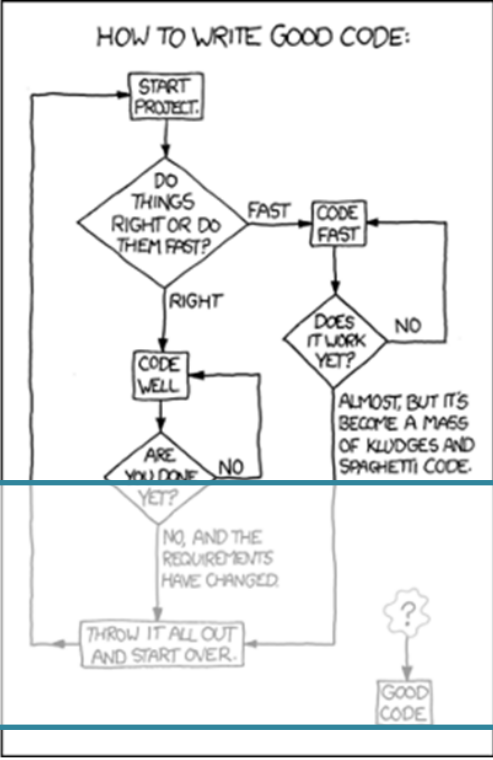 HOW TO WRITE GOOD CODE:
START
PROJECT.
DO
THINGS
RIGHT OR DO
THEM FAST?
FAST
CODE
FAST
RIGHT
DOES
IT WORK
YET?
NO
CODE
WELL
ALMOST, BUT IT'S
BECOME A MASS
OF KLUDGES AND
SPAGHETTI CODE.
ARE
YOU DONE
YET?
NO
NO, AND THE
REQUIREMENTS
HAVE CHANGED.
THROW IT ALL OUT
AND START OVER.
?
GOOD
CODE